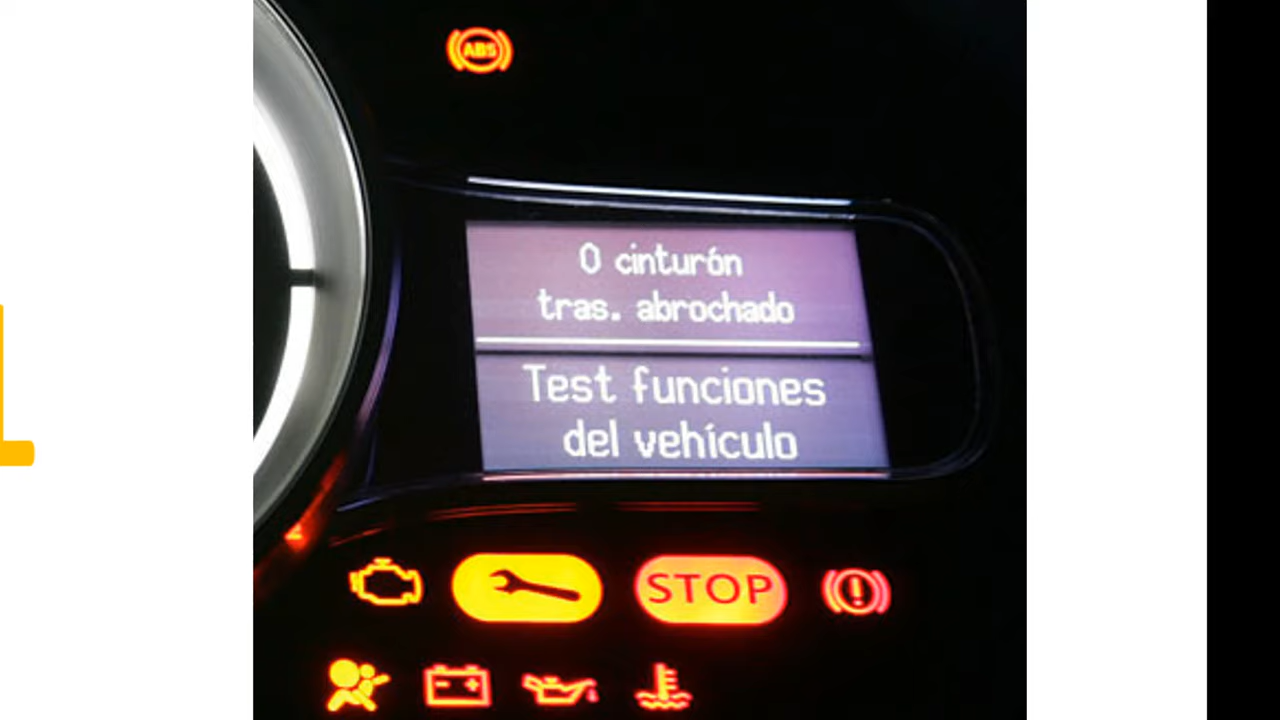 ABS
0 cinturón
tras. abrochado
Test funciones
del vehículo
STOP